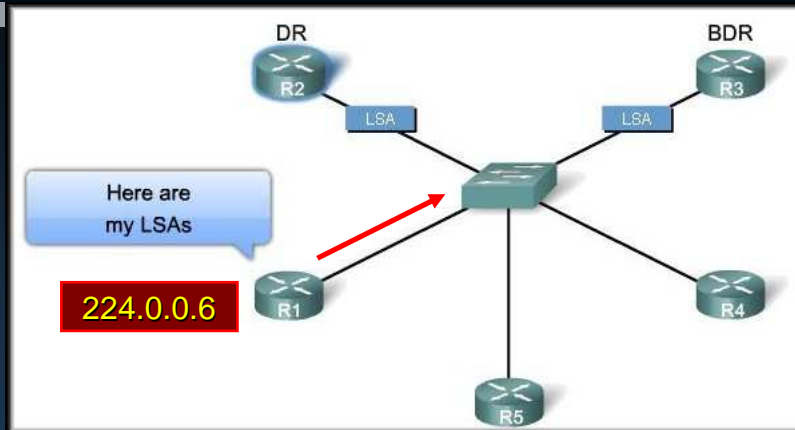 DR
BDR
R2
R3
LSA
LSA
Here are
my LSAs
224.0.0.6
R1
R4
R5